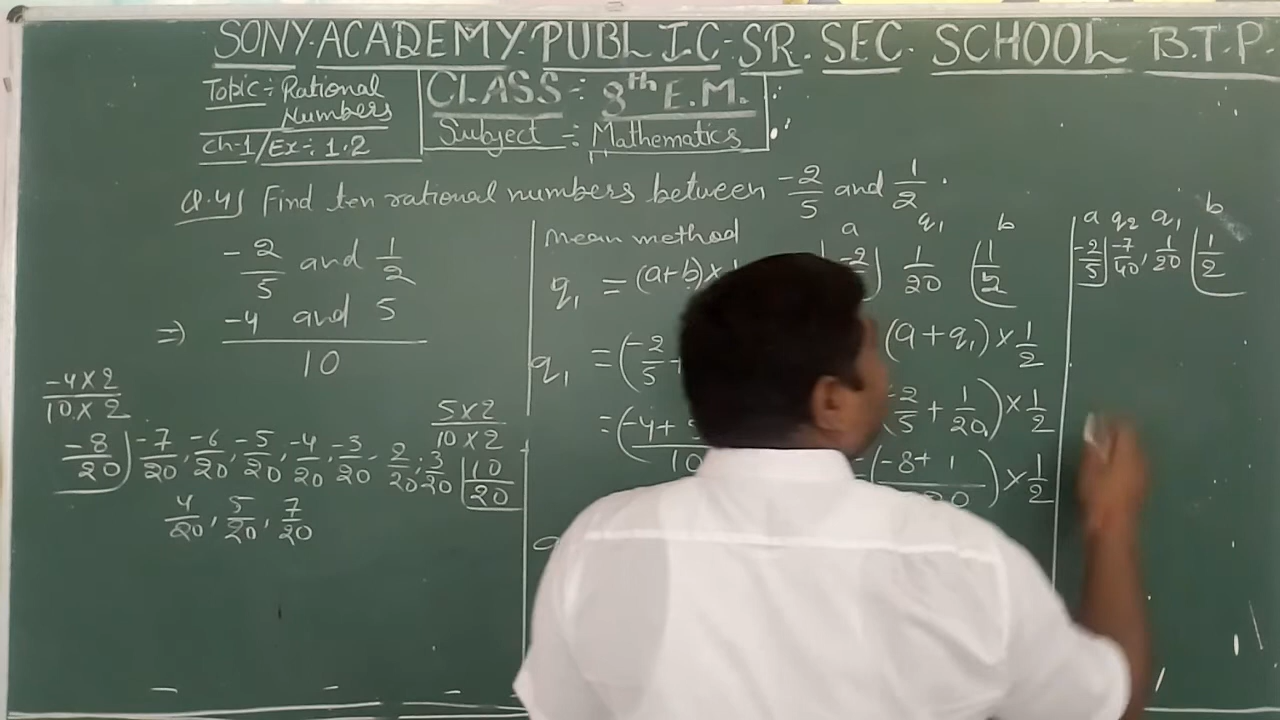 SONY ACADEMY PUBLIC SR. SEC. SCHOOL B.T.P.
Topic:- Rational Numbers
Ch-1/Ex:- 1.2
CLASS:- 8th E.M.
Subject:- Mathematics
Q.4) Find ten rational numbers between -2/5 and 1/2.
-2/5 and 1/2
⇒ -4 and 5 / 10
-4×2/10×2
5×2/10×2
-8/20) -7/20, -6/20, -5/20, -4/20, -3/20, 2/20, 3/20 (10/20
4/20, 5/20, 7/20
Mean method
q1 = (a+b)×
q1 = (-2/5
= (-4+
10
a q1 b
-2/5) 1/20 (1/2
(a+q1)×1/2
-2/5 + 1/20)×1/2
(-8+1/20)×1/2
a q2 q1 b
-2/5) -7/40, 1/20 (1/2